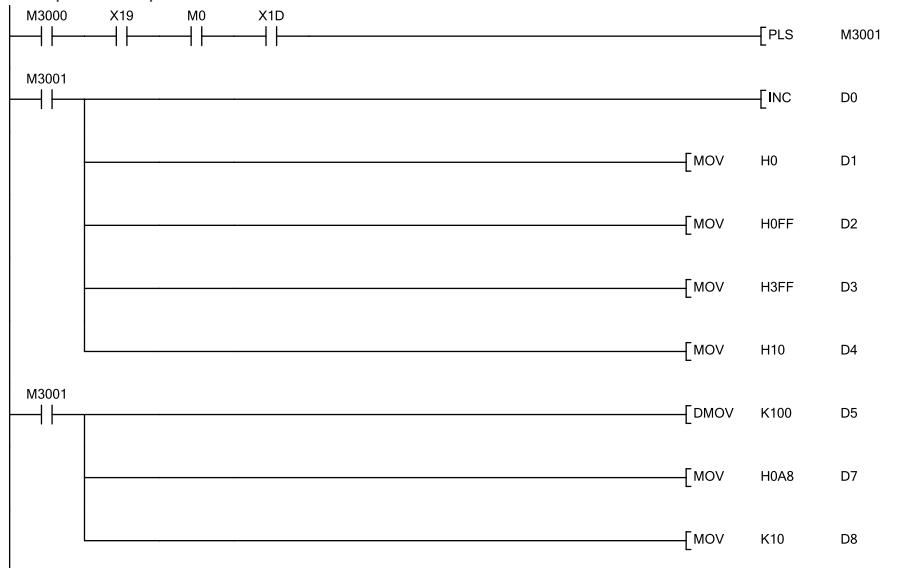 M3000 X19 M0 X1D
PLS M3001
M3001
INC D0
MOV H0 D1
MOV H0FF D2
MOV H3FF D3
MOV H10 D4
M3001
DMOV K100 D5
MOV H0A8 D7
MOV K10 D8